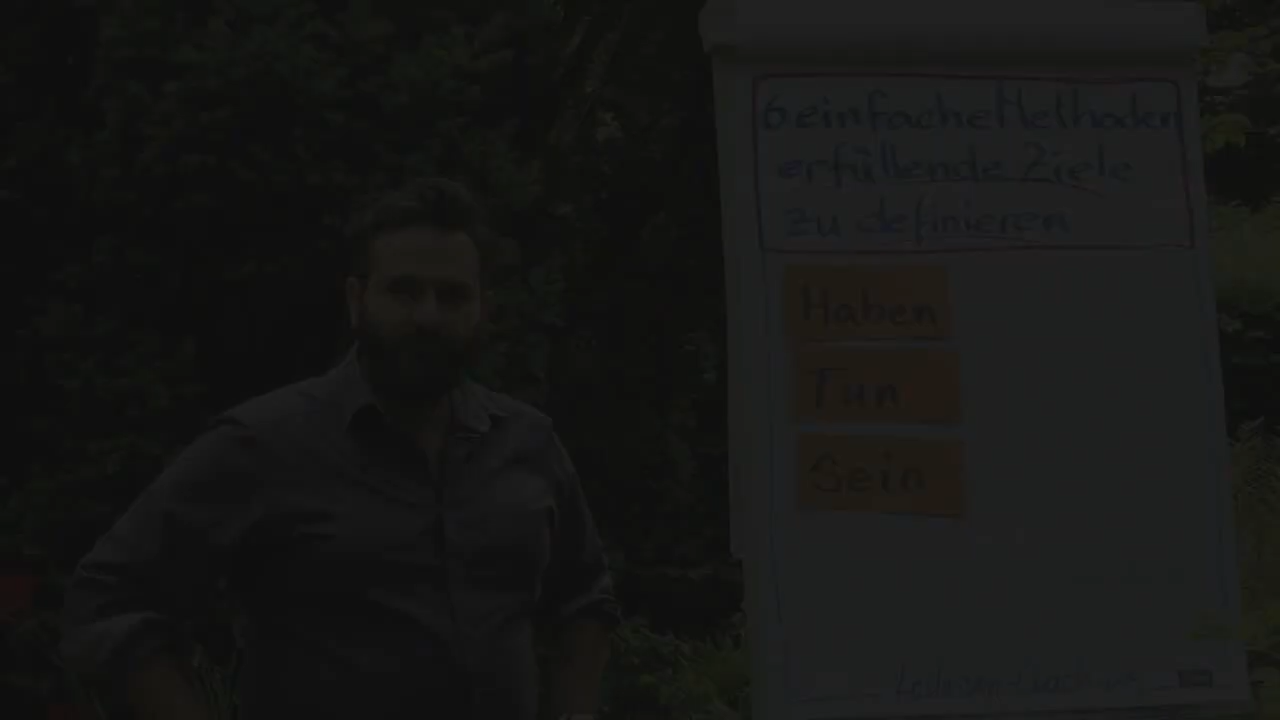 6 einfache Methoden
erfüllende Ziele
zu definieren
Haben
Tun
Sein